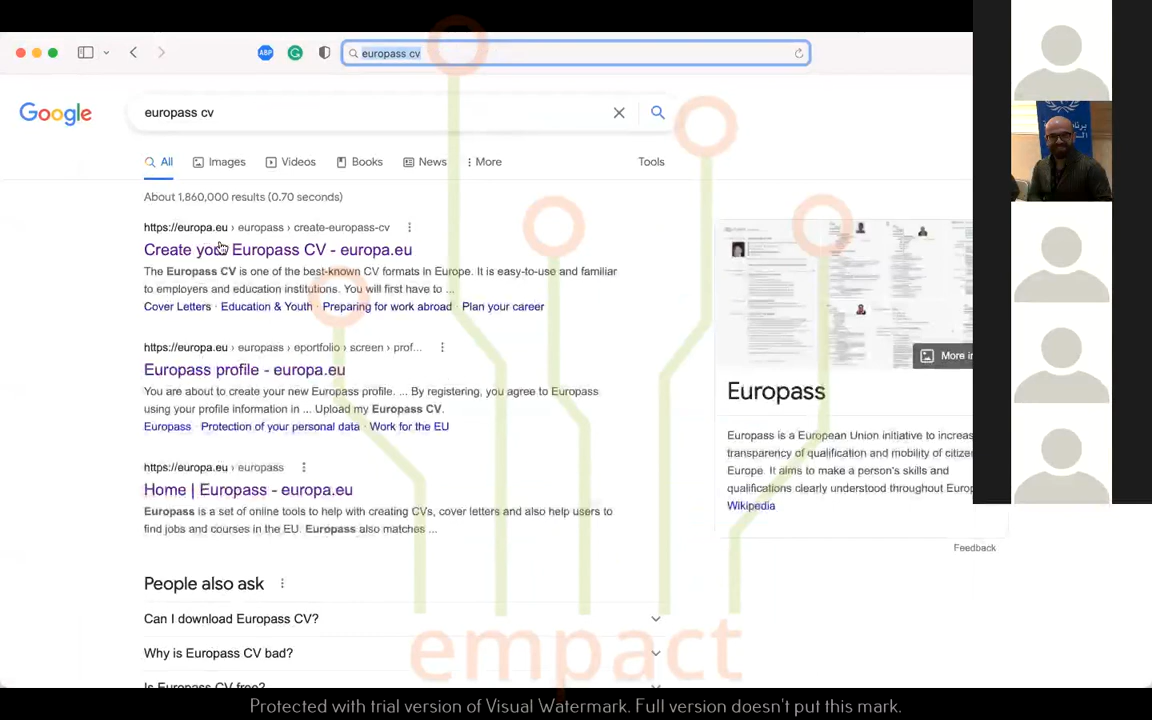 ABP
europass cv
Google
europass cv
All
Images
Videos
Books
News
More
Tools
About 1,860,000 results (0.70 seconds)
https://europa.eu › europass › create-europass-cv
Create your Europass CV - europa.eu
The Europass CV is one of the best-known CV formats in Europe. It is easy-to-use and familiar
to employers and education institutions. You will first have to ...
Cover Letters · Education & Youth · Preparing for work abroad · Plan your career
https://europa.eu › europass › eportfolio › screen › prof...
Europass profile - europa.eu
You are about to create your new Europass profile. ... By registering, you agree to Europass
using your profile information in ... Upload my Europass CV.
Europass · Protection of your personal data · Work for the EU
https://europa.eu › europass
Home | Europass - europa.eu
Europass is a set of online tools to help with creating CVs, cover letters and also help users to
find jobs and courses in the EU. Europass also matches ...
People also ask
Can I download Europass CV?
Why is Europass CV bad?
Is Europass CV free?
More in
Europass
Europass is a European Union initiative to increas
transparency of qualification and mobility of citize
Europe. It aims to make a person's skills and
qualifications clearly understood throughout Europ
Wikipedia
Feedback
empact
Protected with trial version of Visual Watermark. Full version doesn't put this mark.